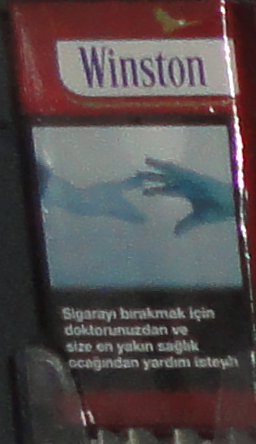 Winston
Sigarayı bırakmak için
doktorunuzdan ve
size en yakın sağlık
ocağından yardım isteyin